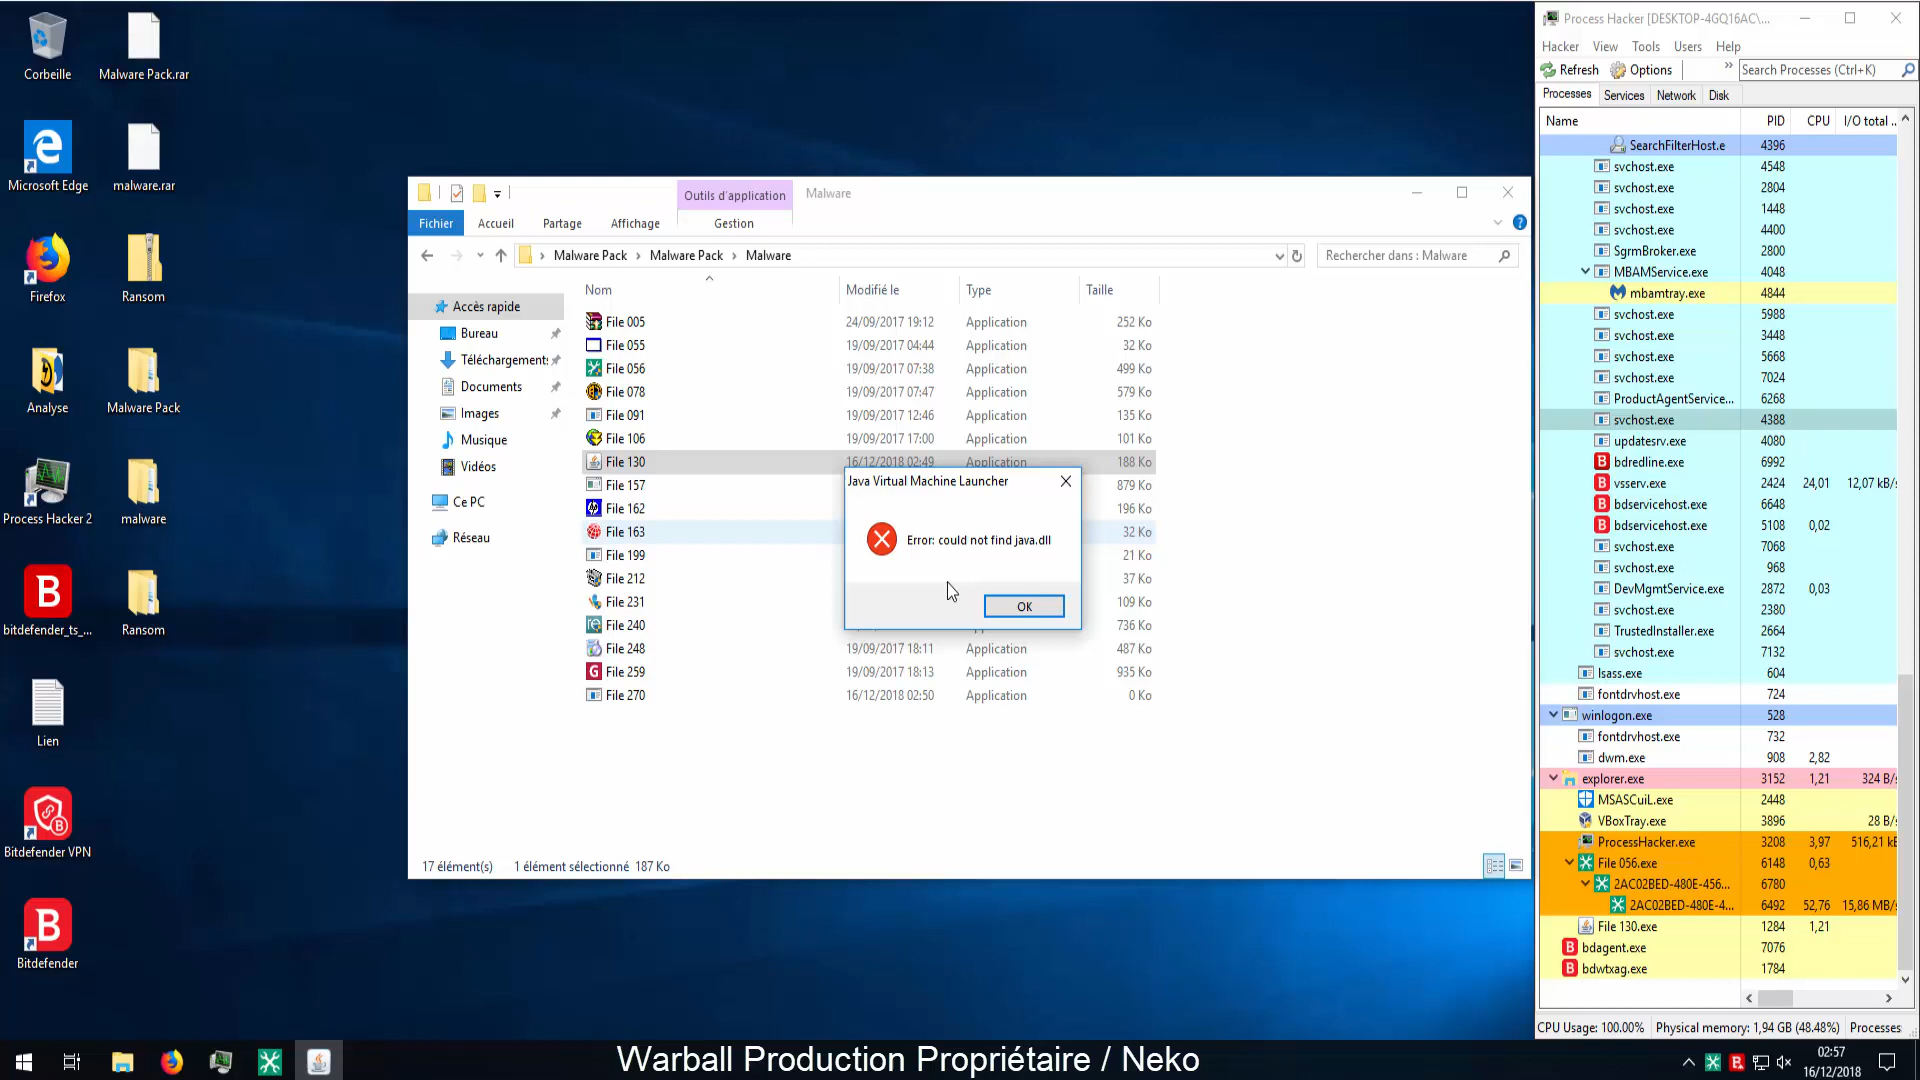 Corbeille
Malware Pack.rar
Microsoft Edge
malware.rar
Firefox
Ransom
Analyse
Malware Pack
Process Hacker 2
malware
bitdefender_ts_...
Ransom
Lien
Bitdefender VPN
Bitdefender
Outils d'application
Malware
Fichier
Accueil
Partage
Affichage
Gestion
Malware Pack > Malware Pack > Malware
Rechercher dans : Malware
Nom
Modifié le
Type
Taille
Accès rapide
Bureau
Téléchargement:
Documents
Images
Musique
Vidéos
Ce PC
Réseau
File 005 24/09/2017 19:12 Application 252 Ko
File 055 19/09/2017 04:44 Application 32 Ko
File 056 19/09/2017 07:38 Application 499 Ko
File 078 19/09/2017 07:47 Application 579 Ko
File 091 19/09/2017 12:46 Application 135 Ko
File 106 19/09/2017 17:00 Application 101 Ko
File 130 16/12/2018 02:49 Application 188 Ko
File 157 879 Ko
File 162 196 Ko
File 163 32 Ko
File 199 21 Ko
File 212 37 Ko
File 231 109 Ko
File 240 736 Ko
File 248 19/09/2017 18:11 Application 487 Ko
File 259 19/09/2017 18:13 Application 935 Ko
File 270 16/12/2018 02:50 Application 0 Ko
17 élément(s) 1 élément sélectionné 187 Ko
Java Virtual Machine Launcher
Error: could not find java.dll
OK
Process Hacker [DESKTOP-4GQ16AC\...
Hacker View Tools Users Help
Refresh Options » Search Processes (Ctrl+K)
Processes Services Network Disk
Name PID CPU I/O total ..
SearchFilterHost.e 4396
svchost.exe 4548
svchost.exe 2804
svchost.exe 1448
svchost.exe 4400
SgrmBroker.exe 2800
MBAMService.exe 4048
mbamtray.exe 4844
svchost.exe 5988
svchost.exe 3448
svchost.exe 5668
svchost.exe 7024
ProductAgentService... 6268
svchost.exe 4388
updatesrv.exe 4080
bdredline.exe 6992
vsserv.exe 2424 24,01 12,07 kB/
bdservicehost.exe 6648
bdservicehost.exe 5108 0,02
svchost.exe 7068
svchost.exe 968
DevMgmtService.exe 2872 0,03
svchost.exe 2380
TrustedInstaller.exe 2664
svchost.exe 7132
lsass.exe 604
fontdrvhost.exe 724
winlogon.exe 528
fontdrvhost.exe 732
dwm.exe 908 2,82
explorer.exe 3152 1,21 324 B/
MSASCuiL.exe 2448
VBoxTray.exe 3896 28 B/
ProcessHacker.exe 3208 3,97 516,21 kB
File 056.exe 6148 0,63
2AC02BED-480E-456... 6780
2AC02BED-480E-4... 6492 52,76 15,86 MB/
File 130.exe 1284 1,21
bdagent.exe 7076
bdwtxag.exe 1784
CPU Usage: 100.00% Physical memory: 1,94 GB (48.48%) Processes
Warball Production Propriétaire / Neko
02:57
16/12/2018